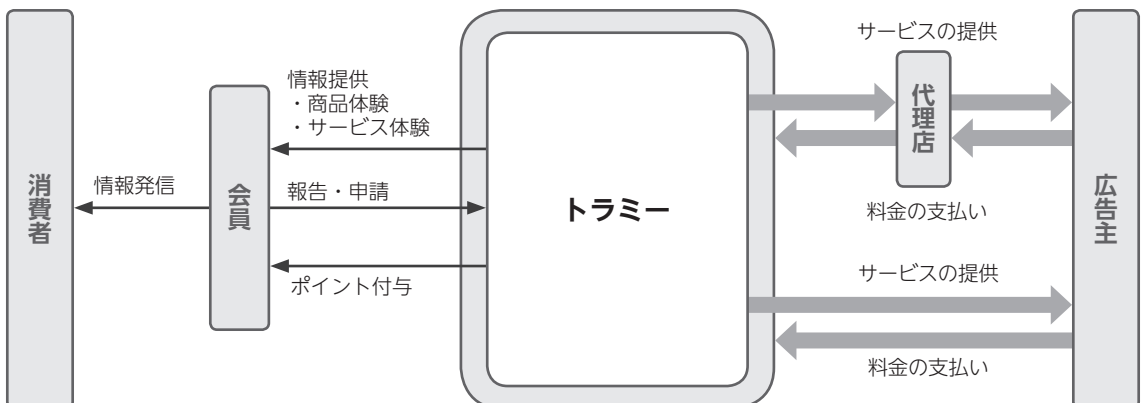 消費者
情報発信
会員
情報提供
・商品体験
・サービス体験
報告・申請
ポイント付与
トラミー
サービスの提供
代理店
料金の支払い
サービスの提供
料金の支払い
広告主